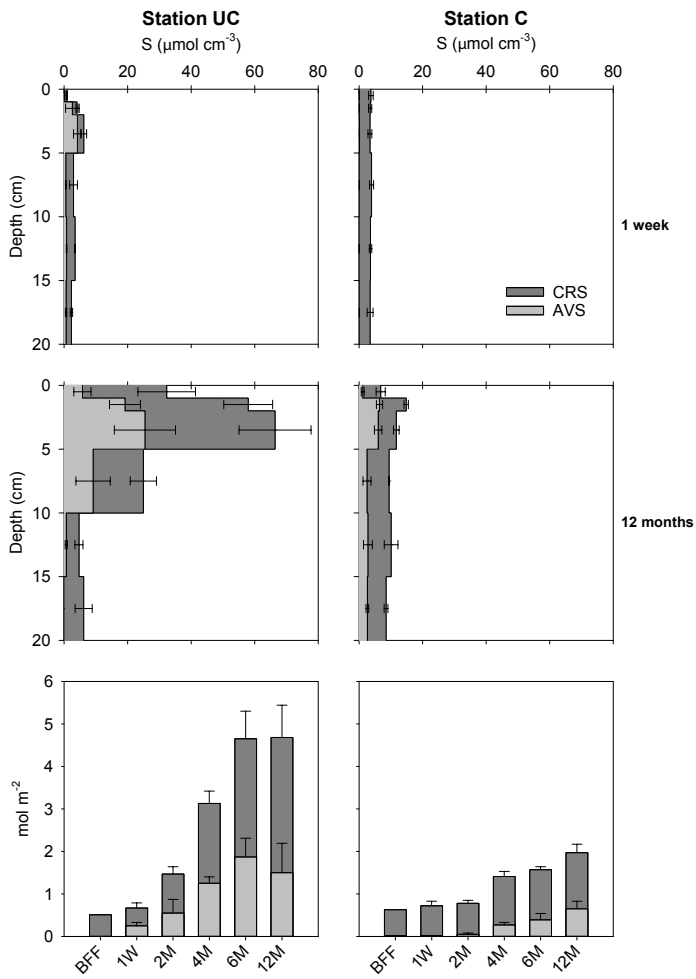 Station UC
Station C
S (µmol cm-3)
S (µmol cm-3)
0 20 40 60 80
0 20 40 60 80
0
5
10
15
20
Depth (cm)
1 week
CRS
AVS
0
5
10
15
20
Depth (cm)
12 months
6
5
4
3
2
1
0
mol m-2
BFF 1W 2M 4M 6M 12M
BFF 1W 2M 4M 6M 12M